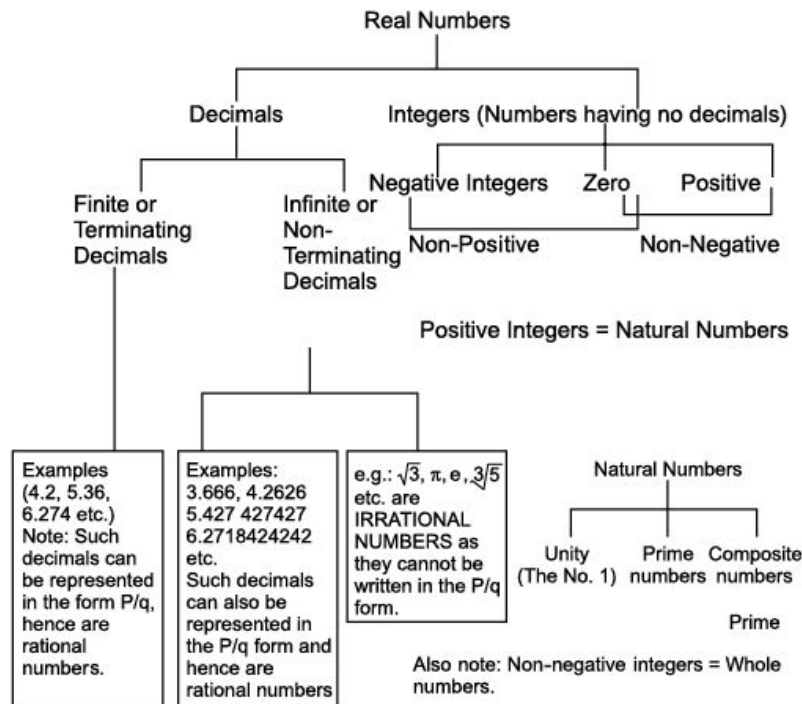 Real Numbers
Decimals
Integers (Numbers having no decimals)
Negative Integers
Zero
Positive
Finite or
Terminating
Decimals
Infinite or
Non-
Terminating
Decimals
Non-Positive
Non-Negative
Positive Integers = Natural Numbers
Examples
(4.2, 5.36,
6.274 etc.)
Note: Such
decimals can
be represented
in the form P/q,
hence are
rational
numbers.
Examples:
3.666, 4.2626
5.427 427427
6.2718424242
etc.
Such decimals
can also be
represented in
the P/q form and
hence are
rational numbers
e.g.: √3, π, e, ∛5
etc. are
IRRATIONAL
NUMBERS as
they cannot be
written in the P/q
form.
Natural Numbers
Unity
(The No. 1)
Prime
numbers
Composite
numbers
Prime
Also note: Non-negative integers = Whole
numbers.